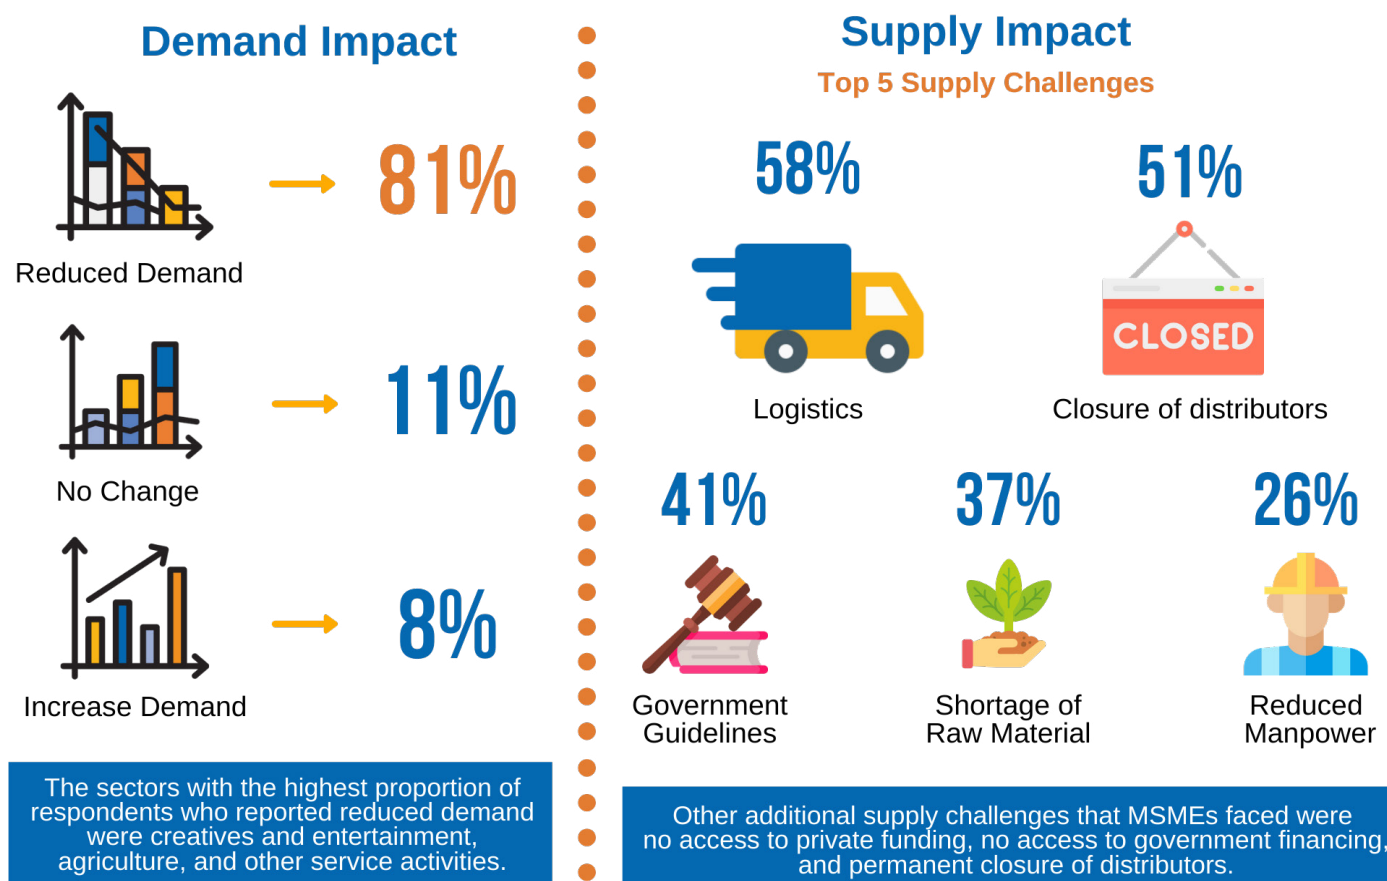 Demand Impact
81%
Reduced Demand
11%
No Change
8%
Increase Demand
The sectors with the highest proportion of
respondents who reported reduced demand
were creatives and entertainment,
agriculture, and other service activities.
Supply Impact
Top 5 Supply Challenges
58%
Logistics
51%
CLOSED
Closure of distributors
41%
Government
Guidelines
37%
Shortage of
Raw Material
26%
Reduced
Manpower
Other additional supply challenges that MSMEs faced were
no access to private funding, no access to government financing,
and permanent closure of distributors.